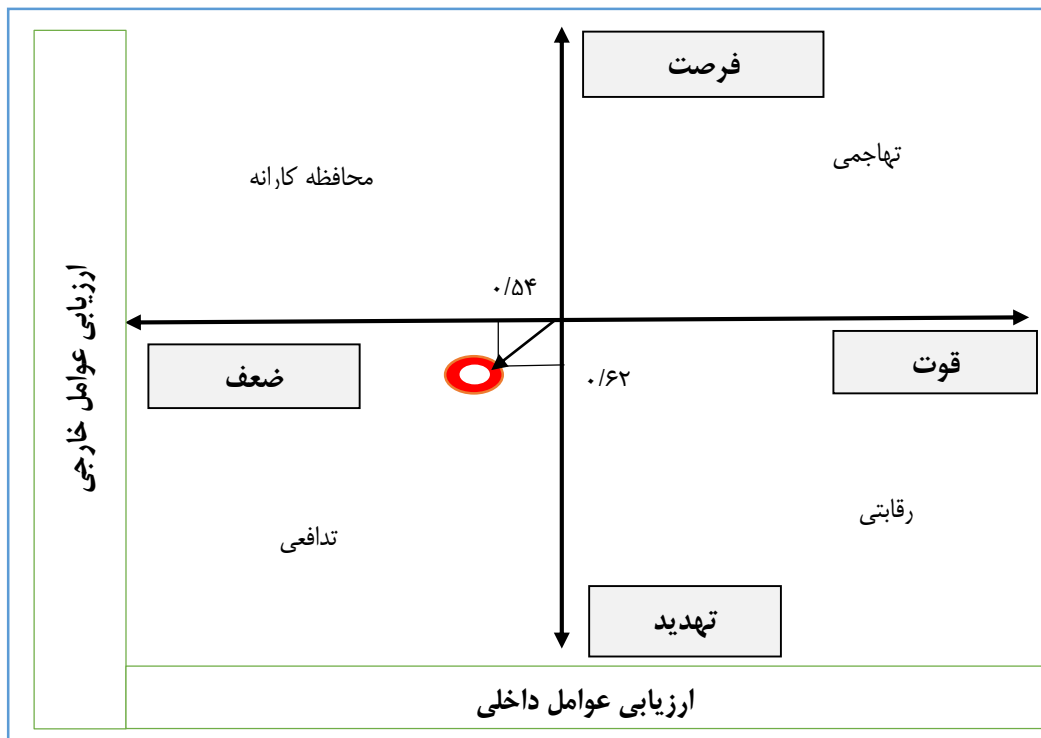 فرصت
تهاجمی
محافظه کارانه
۰/۵۴
قوت
ضعف
۰/۶۲
رقابتی
تدافعی
تهدید
ارزیابی عوامل خارجی
ارزیابی عوامل داخلی